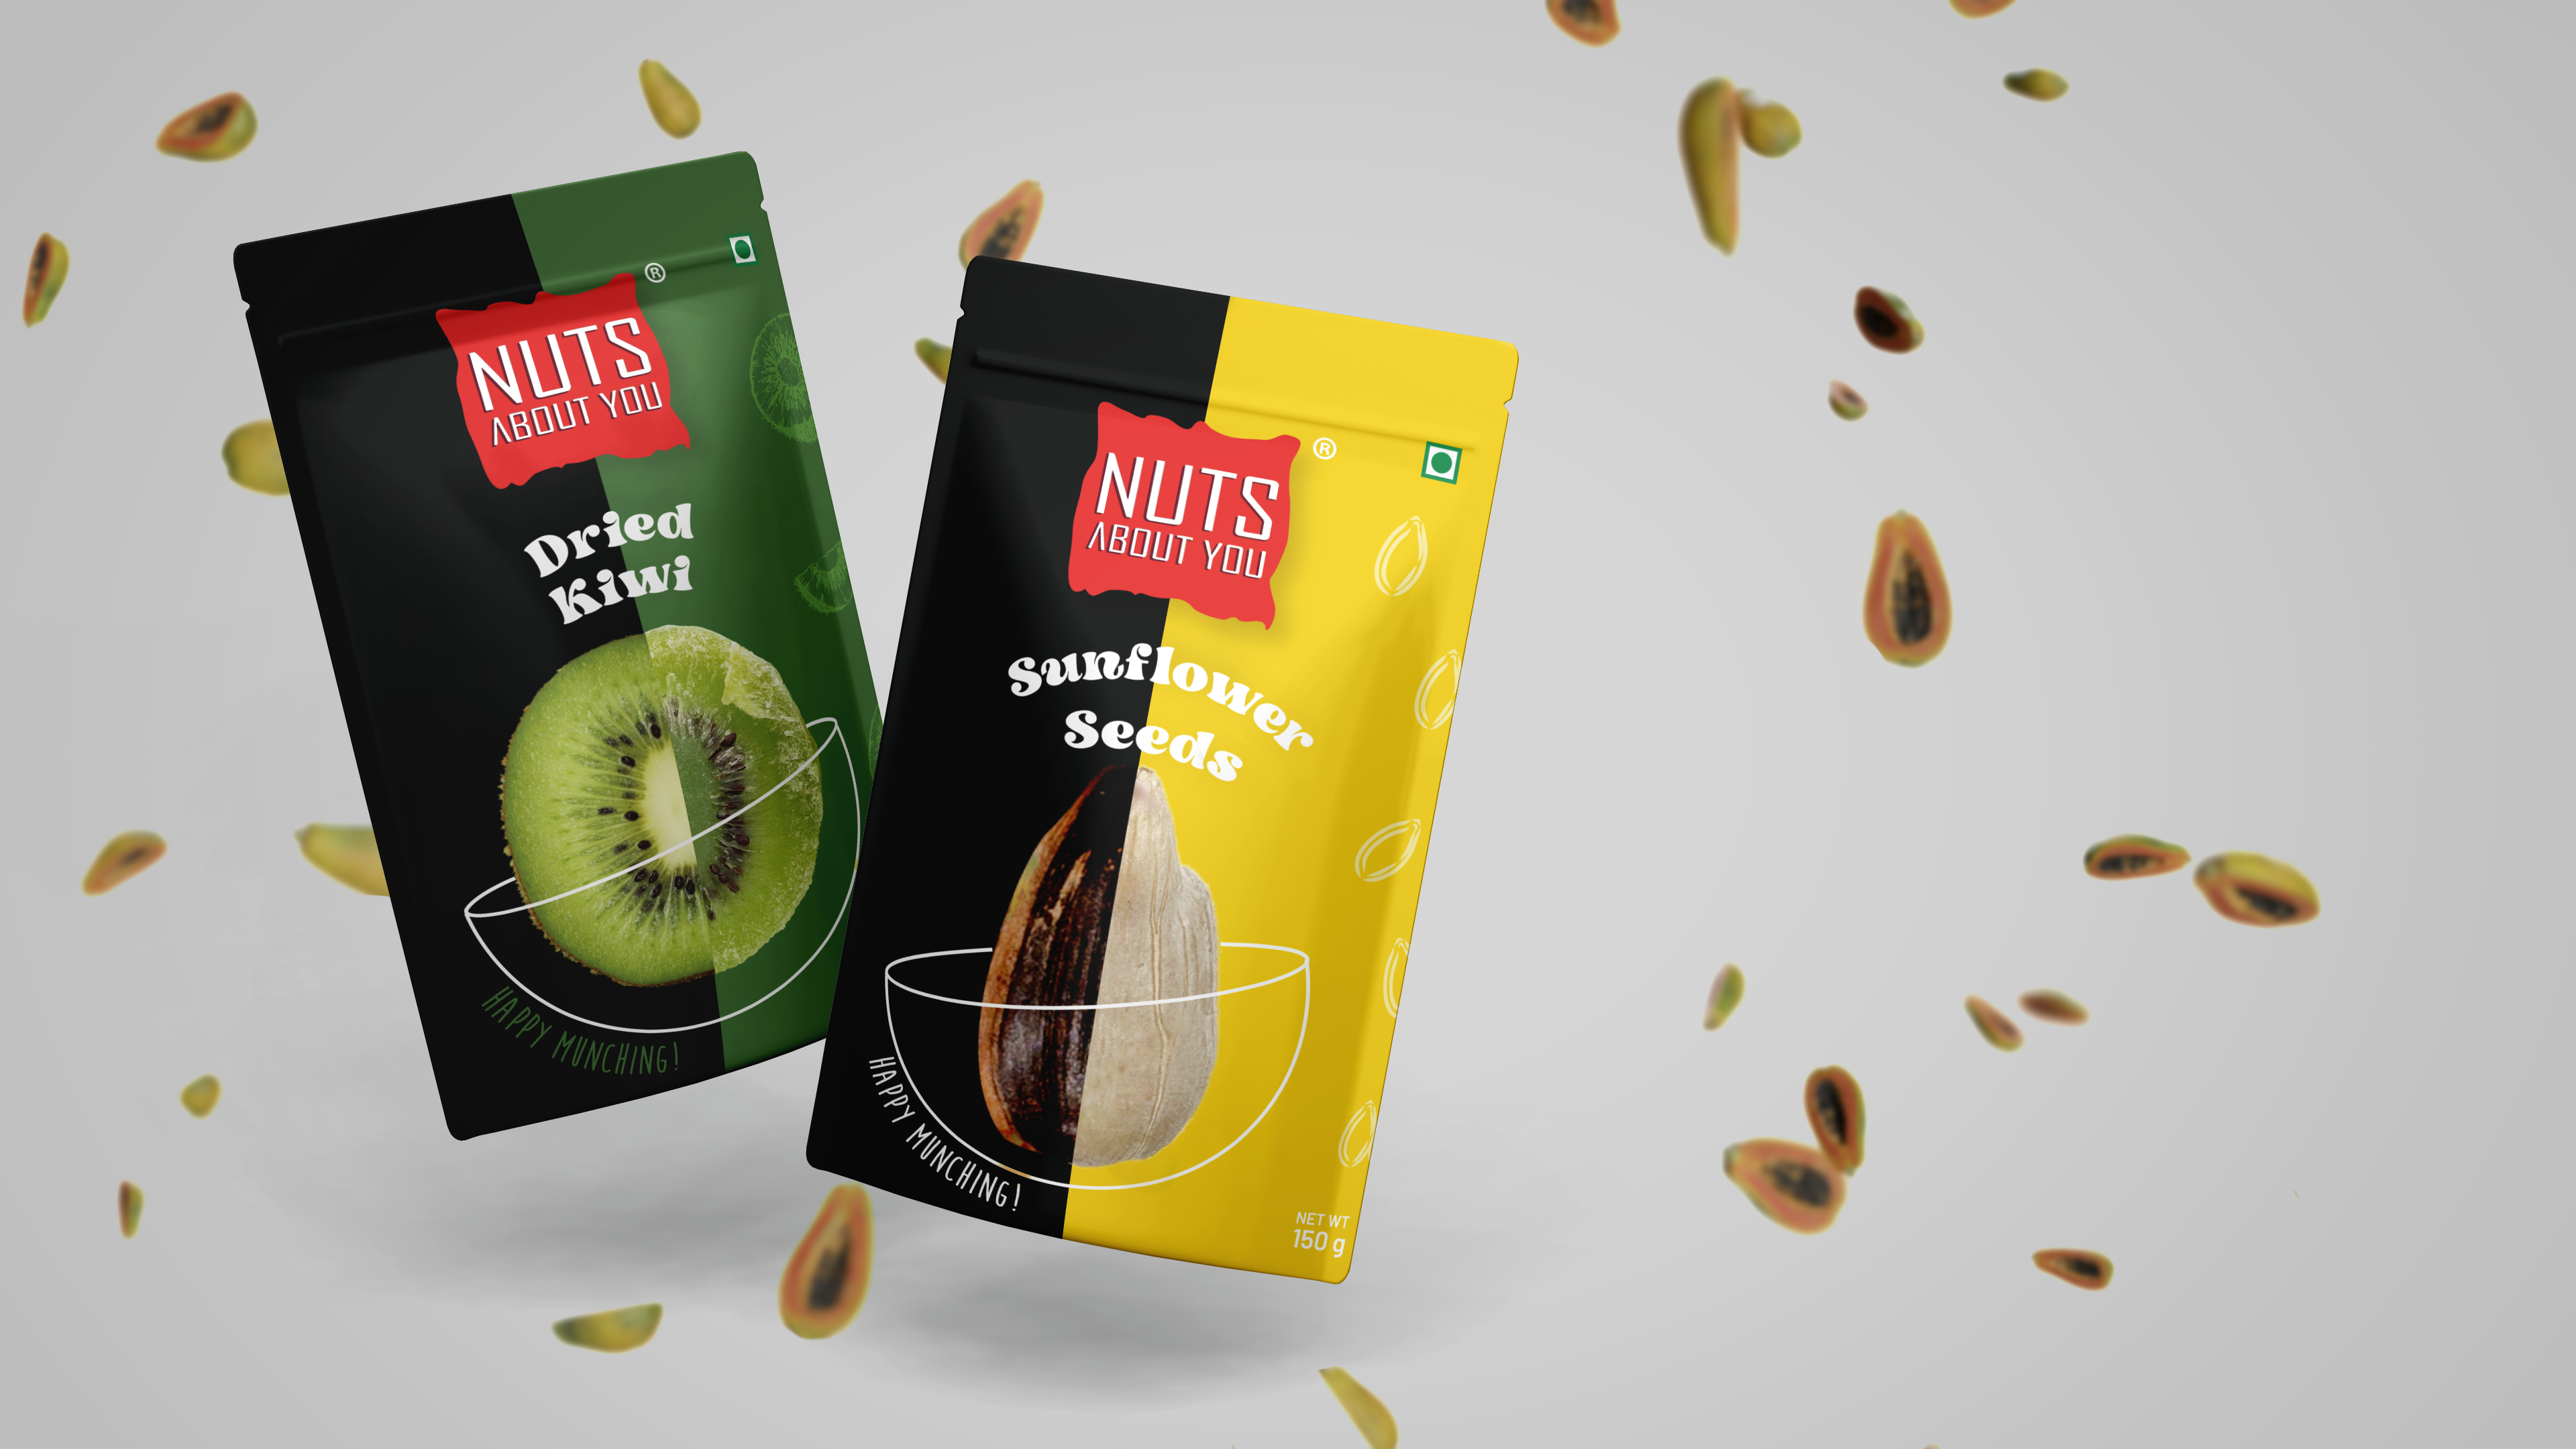 NUTS
ABOUT YOU
®
Dried
Kiwi
HAPPY MUNCHING!
NUTS
ABOUT YOU
®
Sunflower
Seeds
HAPPY MUNCHING!
NET WT
150 g